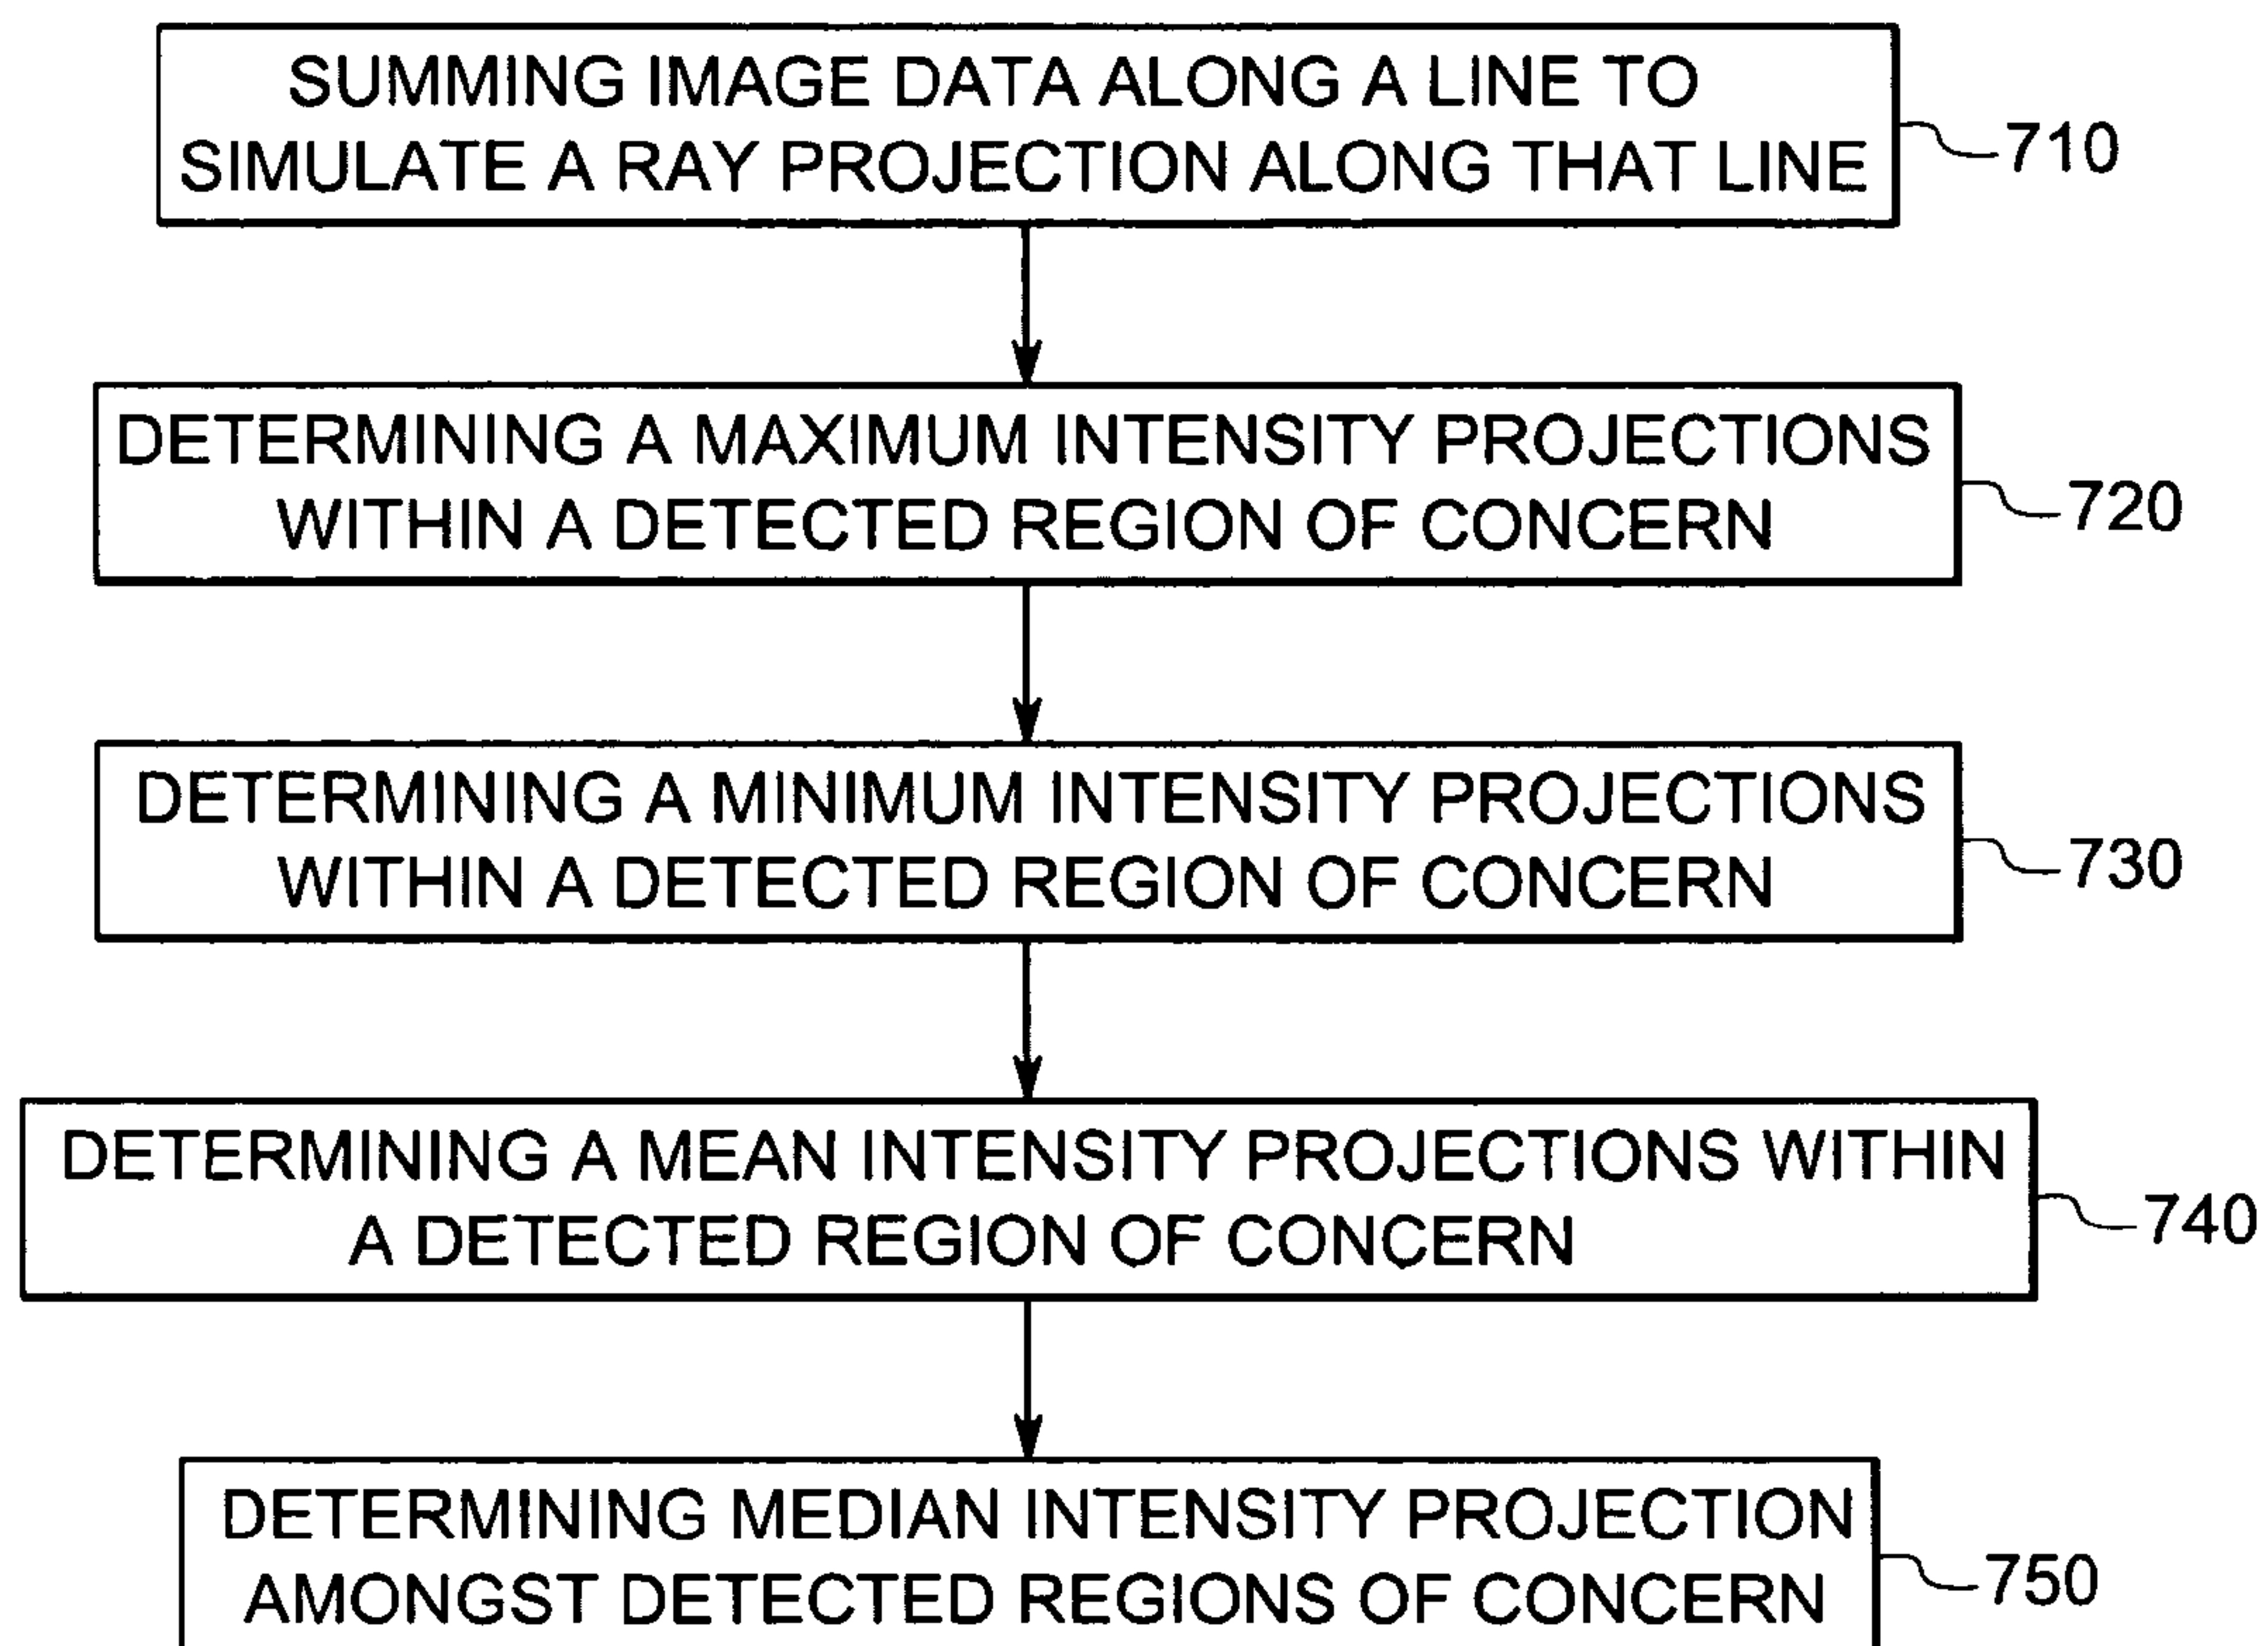 SUMMING IMAGE DATA ALONG A LINE TO
SIMULATE A RAY PROJECTION ALONG THAT LINE
710
DETERMINING A MAXIMUM INTENSITY PROJECTIONS
WITHIN A DETECTED REGION OF CONCERN
720
DETERMINING A MINIMUM INTENSITY PROJECTIONS
WITHIN A DETECTED REGION OF CONCERN
730
DETERMINING A MEAN INTENSITY PROJECTIONS WITHIN
A DETECTED REGION OF CONCERN
740
DETERMINING MEDIAN INTENSITY PROJECTION
AMONGST DETECTED REGIONS OF CONCERN
750